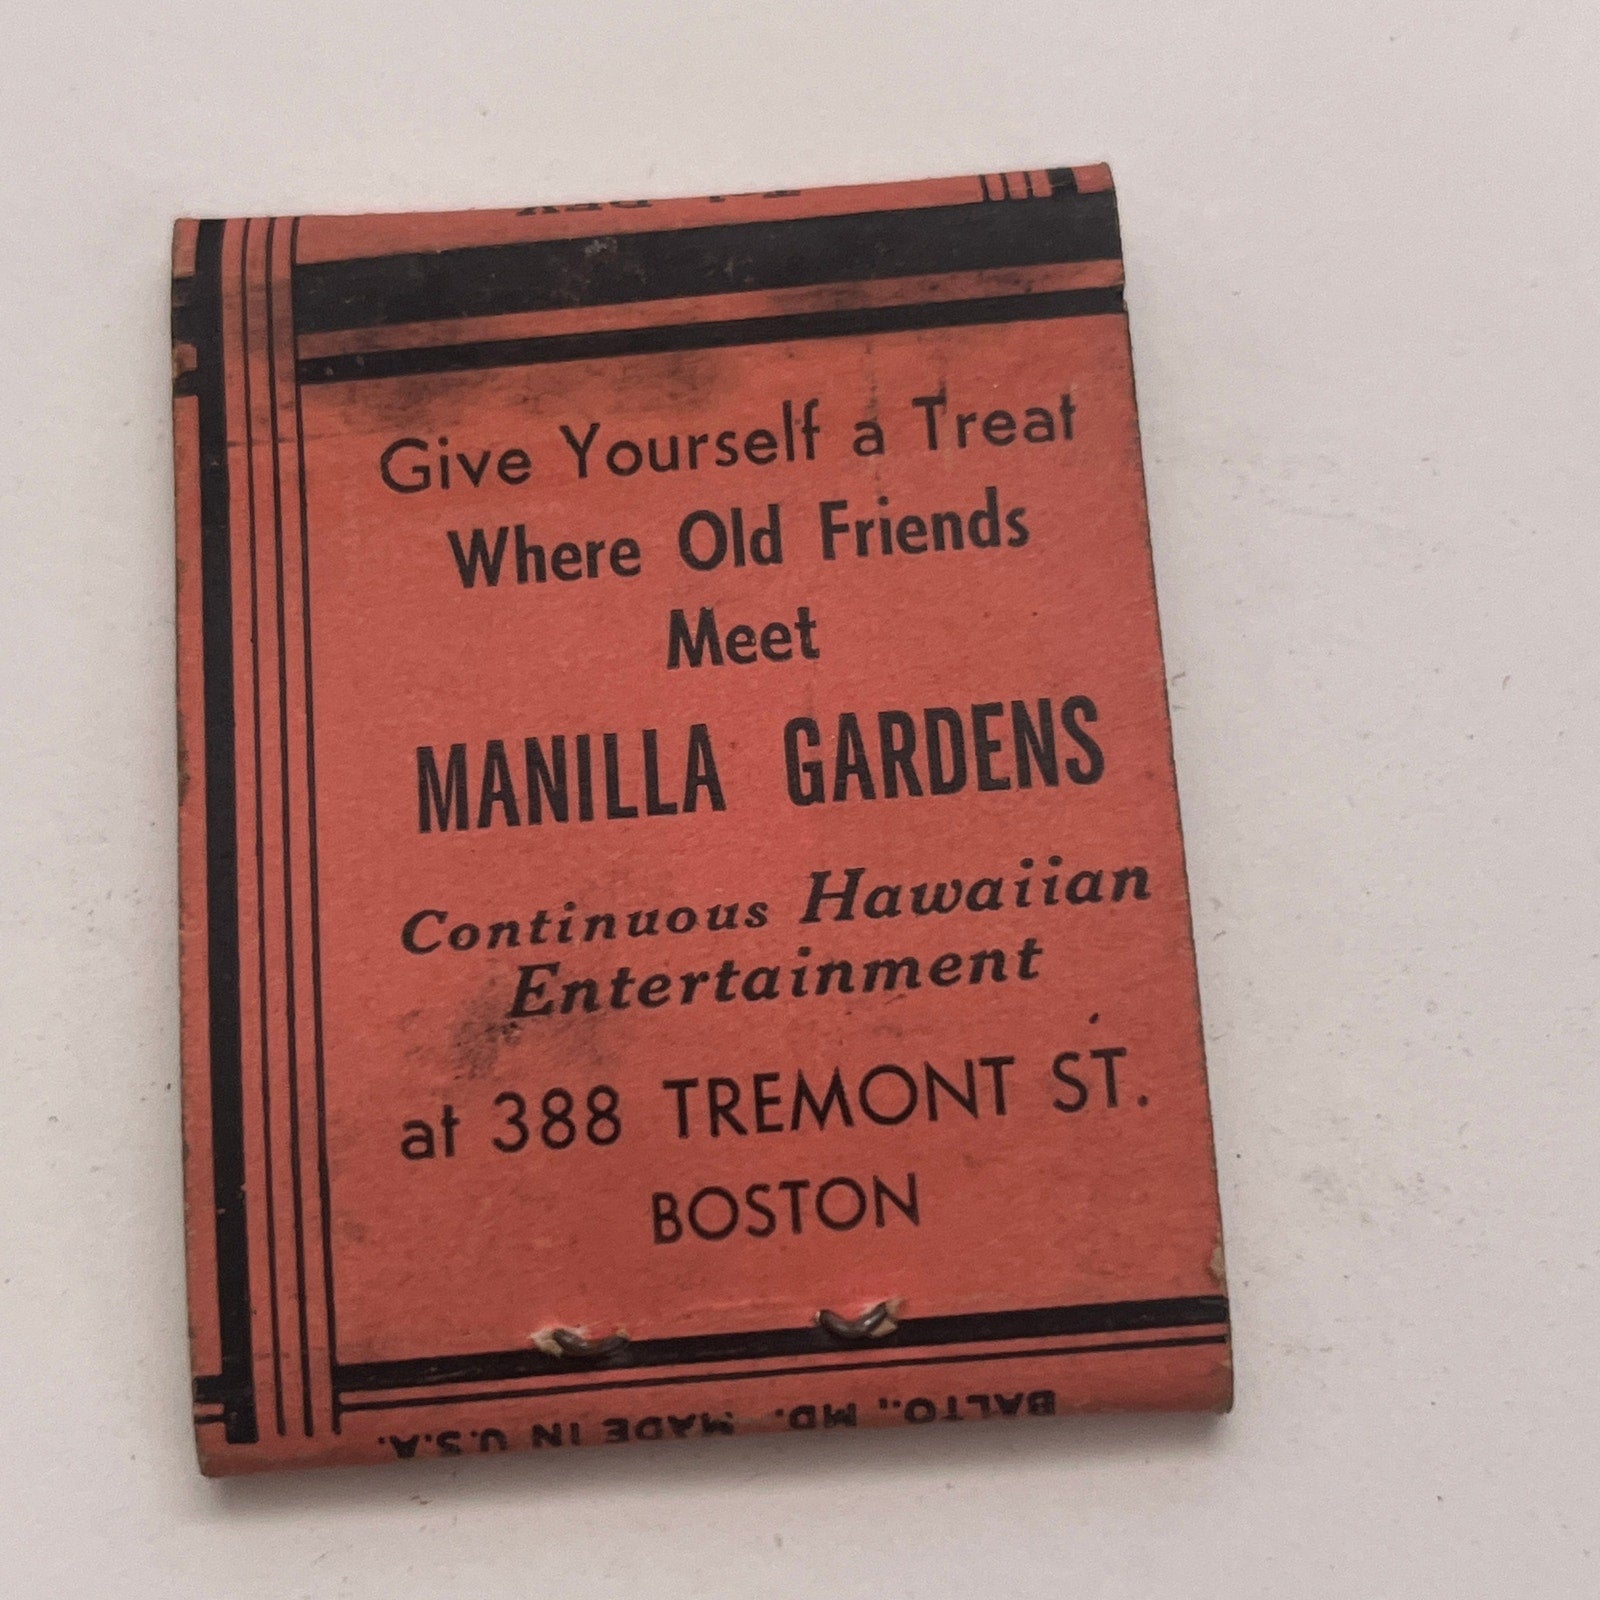 Give Yourself a Treat
Where Old Friends
Meet
MANILLA GARDENS
Continuous Hawaiian
Entertainment
at 388 TREMONT ST.
BOSTON
BALTO., MD. MADE IN U.S.A.